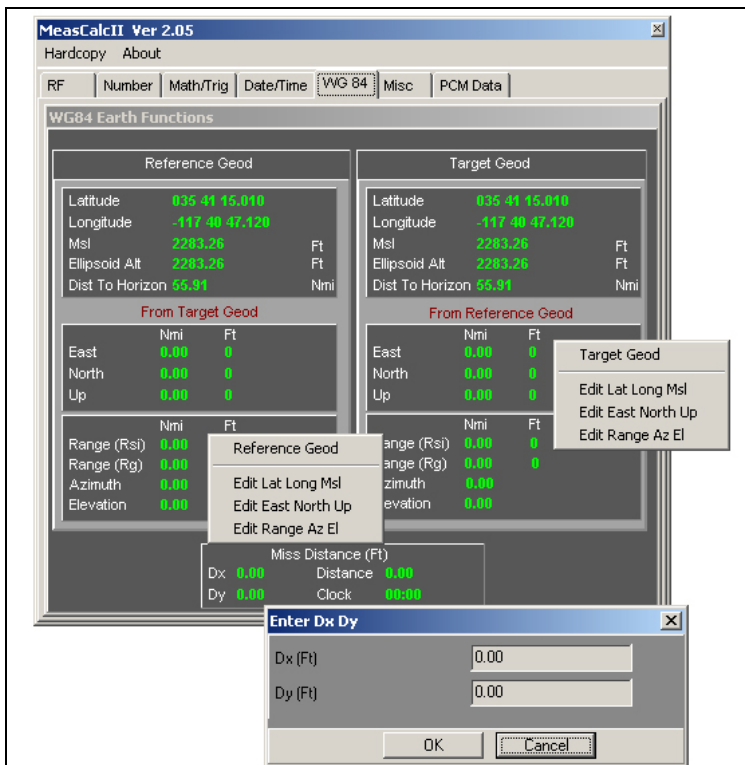 MeasCalcII Ver 2.05
Hardcopy About
RF Number Math/Trig Date/Time WG 84 Misc PCM Data
WG84 Earth Functions
Reference Geod
Latitude 035 41 15.010
Longitude -117 40 47.120
Msl 2283.26 Ft
Ellipsoid Alt 2283.26 Ft
Dist To Horizon 55.91 Nmi
From Target Geod
Nmi Ft
East 0.00 0
North 0.00 0
Up 0.00 0
Nmi Ft
Range (Rsi) 0.00
Range (Rg) 0.00
Azimuth 0.00
Elevation 0.00
Reference Geod
Edit Lat Long Msl
Edit East North Up
Edit Range Az El
Target Geod
Latitude 035 41 15.010
Longitude -117 40 47.120
Msl 2283.26 Ft
Ellipsoid Alt 2283.26 Ft
Dist To Horizon 55.91 Nmi
From Reference Geod
Nmi Ft
East 0.00 0
North 0.00 0
Up 0.00 0
Nmi Ft
ange (Rsi) 0.00 0
ange (Rg) 0.00 0
zimuth 0.00
evation 0.00
Target Geod
Edit Lat Long Msl
Edit East North Up
Edit Range Az El
Miss Distance (Ft)
Dx 0.00 Distance 0.00
Dy 0.00 Clock 00:00
Enter Dx Dy
Dx (Ft) 0.00
Dy (Ft) 0.00
OK Cancel